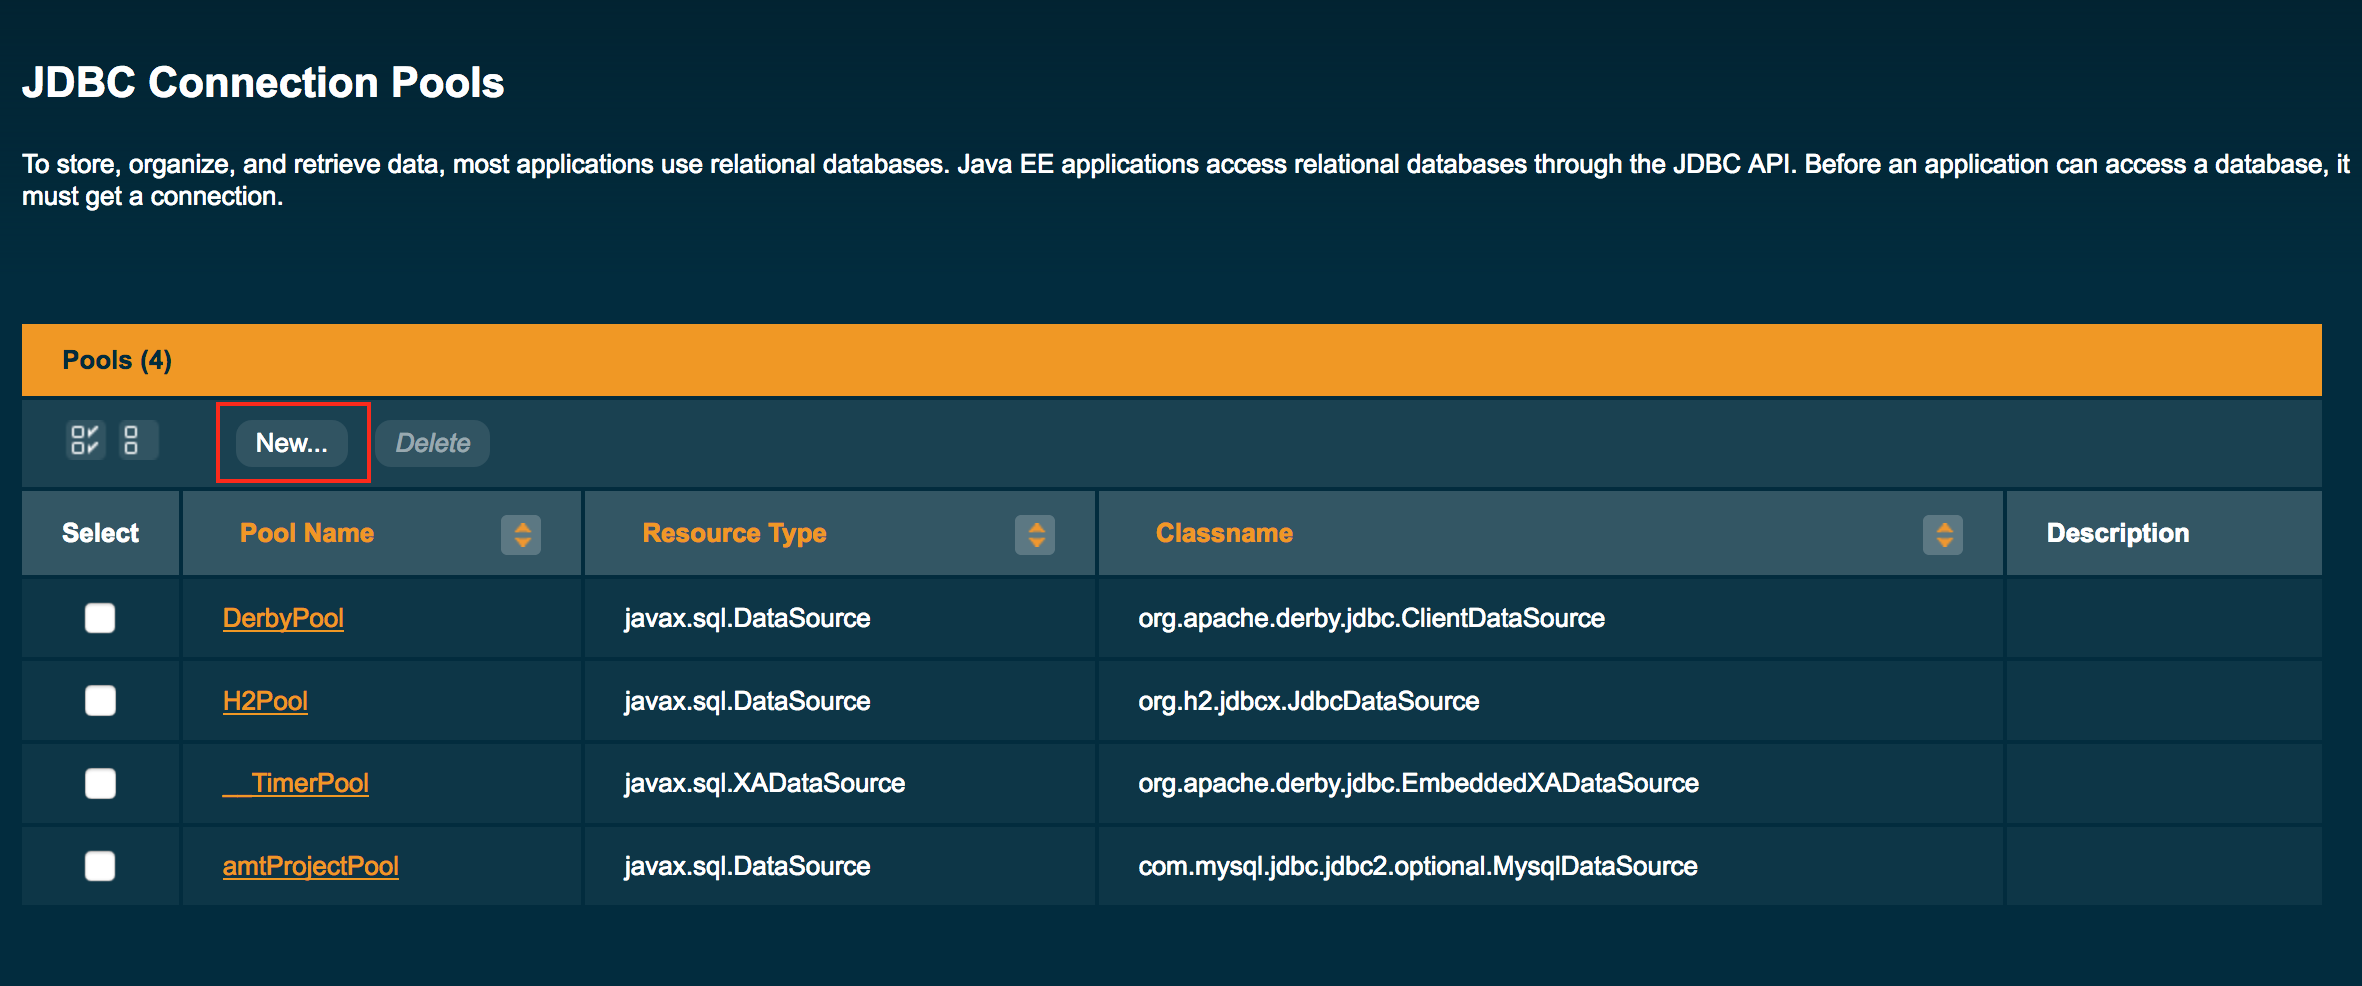 JDBC Connection Pools
To store, organize, and retrieve data, most applications use relational databases. Java EE applications access relational databases through the JDBC API. Before an application can access a database, it
must get a connection.
Pools (4)
New... Delete
Select Pool Name Resource Type Classname Description
DerbyPool javax.sql.DataSource org.apache.derby.jdbc.ClientDataSource
H2Pool javax.sql.DataSource org.h2.jdbcx.JdbcDataSource
__TimerPool javax.sql.XADataSource org.apache.derby.jdbc.EmbeddedXADataSource
amtProjectPool javax.sql.DataSource com.mysql.jdbc.jdbc2.optional.MysqlDataSource